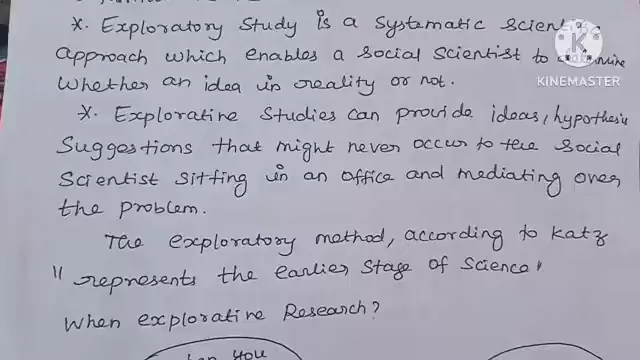 * Exploratory Study is a systematic scientific
approach which enables a social scientist to
whether an idea in reality or not.
* Explorative Studies can provide ideas, hypothesis
Suggestions that might never occur to the social
Scientist sitting in an office and mediating over
the problem.
The exploratory method, according to Katz
"represents the earlier stage of science"
When explorative Research?
you
KINEMASTER